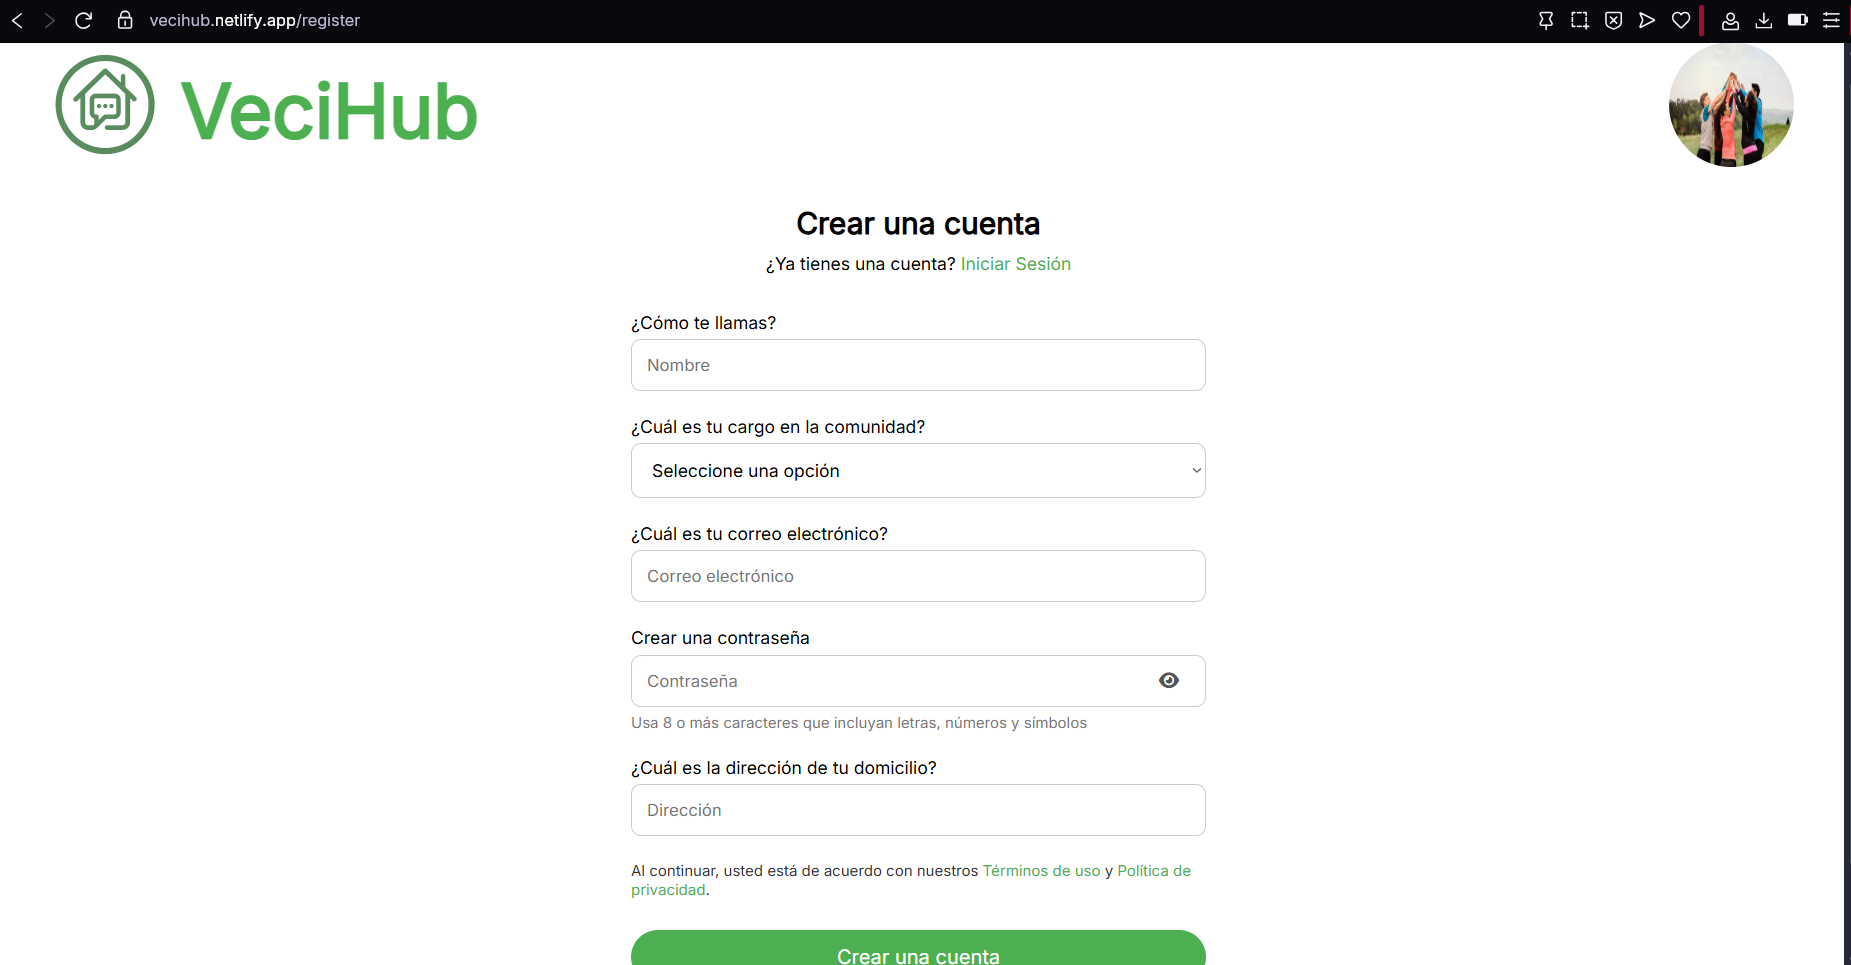 vecihub.netlify.app/register
VeciHub
Crear una cuenta
¿Ya tienes una cuenta? Iniciar Sesión
¿Cómo te llamas?
Nombre
¿Cuál es tu cargo en la comunidad?
Seleccione una opción
¿Cuál es tu correo electrónico?
Correo electrónico
Crear una contraseña
Contraseña
Usa 8 o más caracteres que incluyan letras, números y símbolos
¿Cuál es la dirección de tu domicilio?
Dirección
Al continuar, usted está de acuerdo con nuestros Términos de uso y Política de
privacidad.
Crear una cuenta